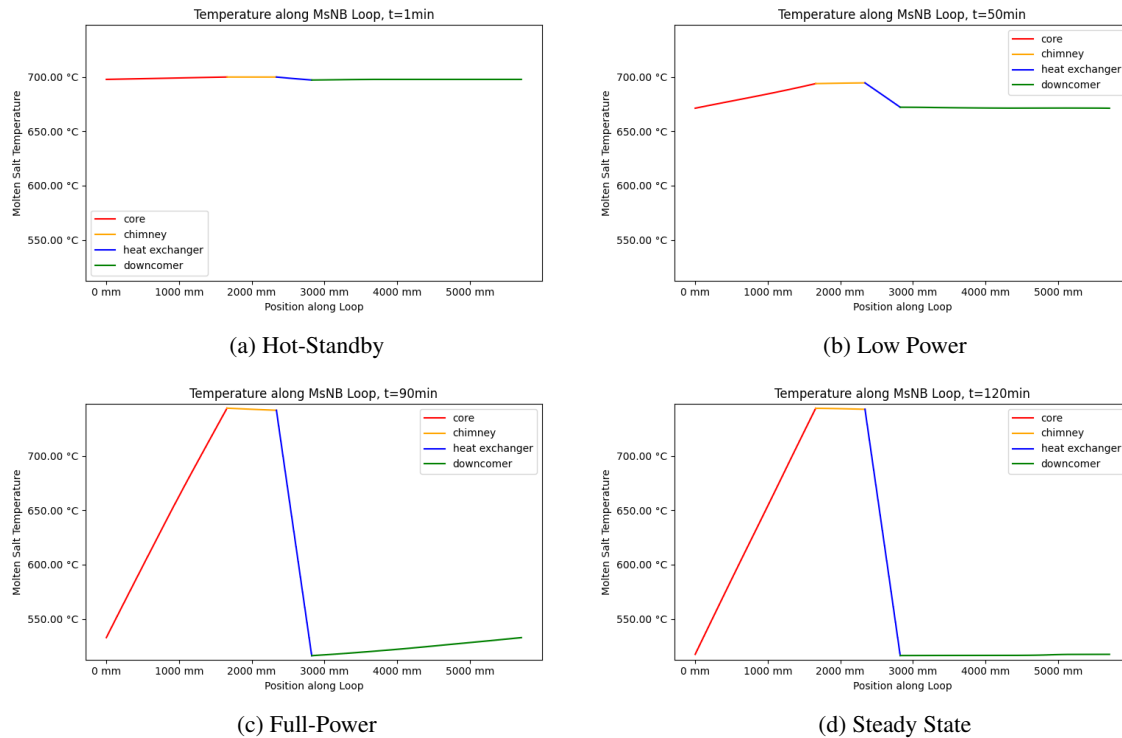 Temperature along MsNB Loop, t=1min
Molten Salt Temperature
700.00 °C
650.00 °C
600.00 °C
550.00 °C
core
chimney
heat exchanger
downcomer
0 mm 1000 mm 2000 mm 3000 mm 4000 mm 5000 mm
Position along Loop
(a) Hot-Standby
Temperature along MsNB Loop, t=50min
Molten Salt Temperature
700.00 °C
650.00 °C
600.00 °C
550.00 °C
core
chimney
heat exchanger
downcomer
0 mm 1000 mm 2000 mm 3000 mm 4000 mm 5000 mm
Position along Loop
(b) Low Power
Temperature along MsNB Loop, t=90min
Molten Salt Temperature
700.00 °C
650.00 °C
600.00 °C
550.00 °C
core
chimney
heat exchanger
downcomer
0 mm 1000 mm 2000 mm 3000 mm 4000 mm 5000 mm
Position along Loop
(c) Full-Power
Temperature along MsNB Loop, t=120min
Molten Salt Temperature
700.00 °C
650.00 °C
600.00 °C
550.00 °C
core
chimney
heat exchanger
downcomer
0 mm 1000 mm 2000 mm 3000 mm 4000 mm 5000 mm
Position along Loop
(d) Steady State